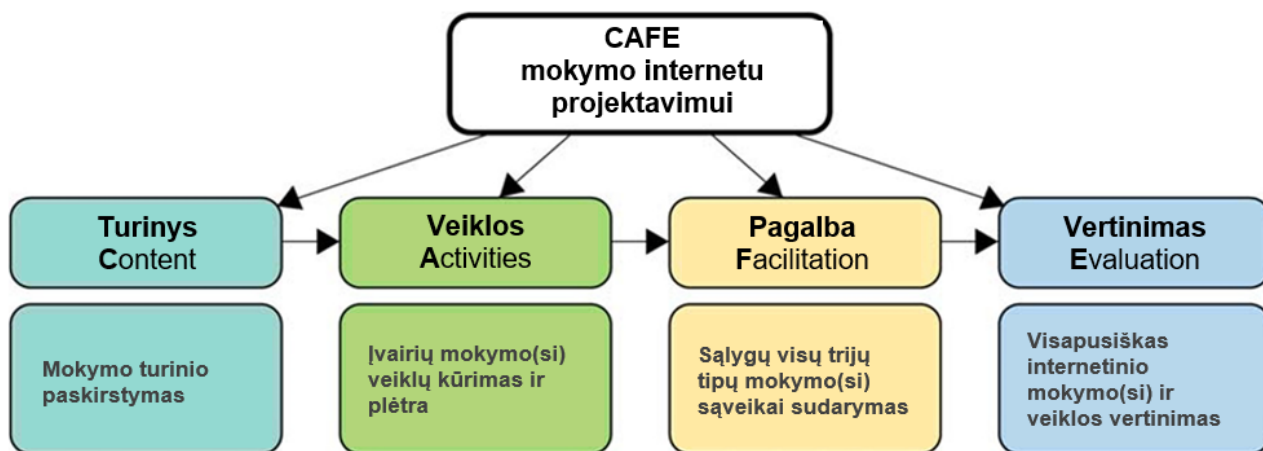 CAFE
mokymo internetu
projektavimui
Turinys
Content
Veiklos
Activities
Pagalba
Facilitation
Vertinimas
Evaluation
Mokymo turinio
paskirstymas
Įvairių mokymo(si)
veiklų kūrimas ir
plėtra
Sąlygų visų trijų
tipų mokymo(si)
sąveikai sudarymas
Visapusiškas
internetinio
mokymo(si) ir
veiklos vertinimas